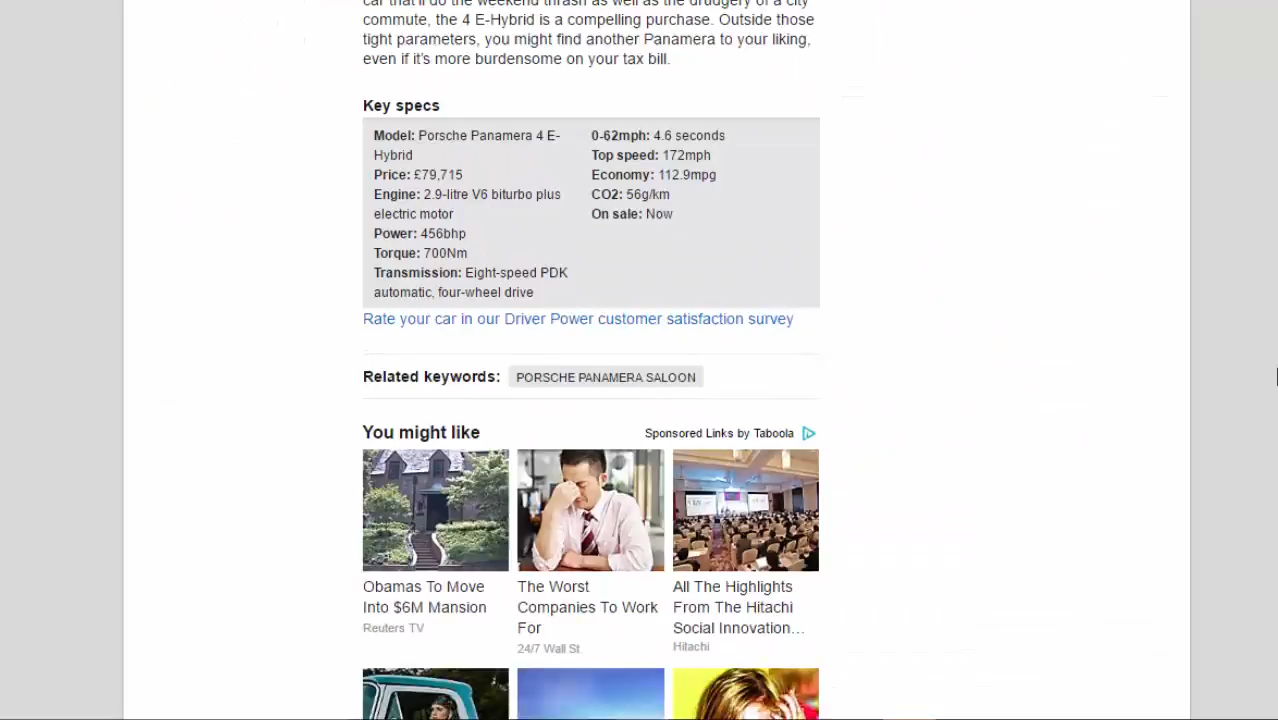 car that'll do the weekend thrash as well as the drudgery of a city
commute, the 4 E-Hybrid is a compelling purchase. Outside those
tight parameters, you might find another Panamera to your liking,
even if it's more burdensome on your tax bill.
Key specs
Model: Porsche Panamera 4 E-
Hybrid
Price: £79,715
Engine: 2.9-litre V6 biturbo plus
electric motor
Power: 456bhp
Torque: 700Nm
Transmission: Eight-speed PDK
automatic, four-wheel drive
0-62mph: 4.6 seconds
Top speed: 172mph
Economy: 112.9mpg
CO2: 56g/km
On sale: Now
Rate your car in our Driver Power customer satisfaction survey
Related keywords: PORSCHE PANAMERA SALOON
You might like
Sponsored Links by Taboola
Obamas To Move
Into $6M Mansion
Reuters TV
The Worst
Companies To Work
For
24/7 Wall St
All The Highlights
From The Hitachi
Social Innovation…
Hitachi